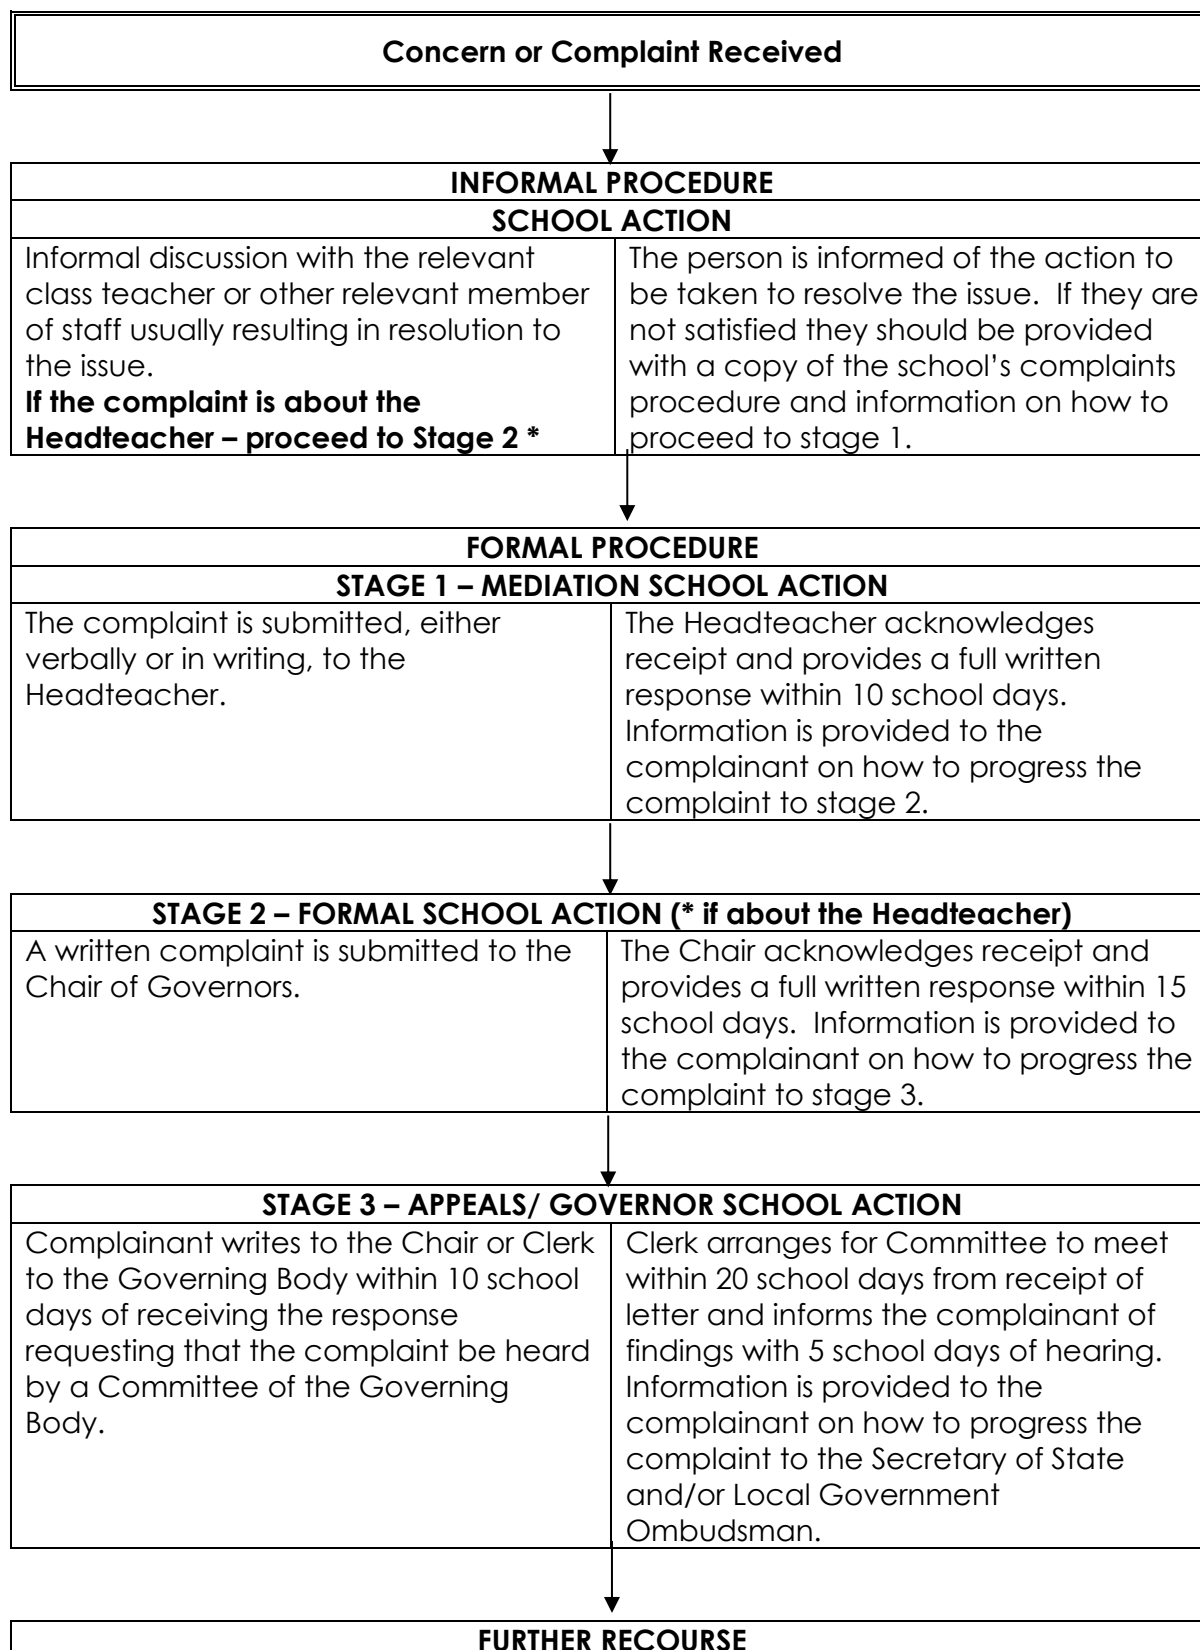 Concern or Complaint Received
INFORMAL PROCEDURE
SCHOOL ACTION
Informal discussion with the relevant
class teacher or other relevant member
of staff usually resulting in resolution to
the issue.
If the complaint is about the
Headteacher – proceed to Stage 2 *
The person is informed of the action to
be taken to resolve the issue.  If they are
not satisfied they should be provided
with a copy of the school’s complaints
procedure and information on how to
proceed to stage 1.
FORMAL PROCEDURE
STAGE 1 – MEDIATION SCHOOL ACTION
The complaint is submitted, either
verbally or in writing, to the
Headteacher.
The Headteacher acknowledges
receipt and provides a full written
response within 10 school days.
Information is provided to the
complainant on how to progress the
complaint to stage 2.
STAGE 2 – FORMAL SCHOOL ACTION (* if about the Headteacher)
A written complaint is submitted to the
Chair of Governors.
The Chair acknowledges receipt and
provides a full written response within 15
school days.  Information is provided to
the complainant on how to progress the
complaint to stage 3.
STAGE 3 – APPEALS/ GOVERNOR SCHOOL ACTION
Complainant writes to the Chair or Clerk
to the Governing Body within 10 school
days of receiving the response
requesting that the complaint be heard
by a Committee of the Governing
Body.
Clerk arranges for Committee to meet
within 20 school days from receipt of
letter and informs the complainant of
findings with 5 school days of hearing.
Information is provided to the
complainant on how to progress the
complaint to the Secretary of State
and/or Local Government
Ombudsman.
FURTHER RECOURSE